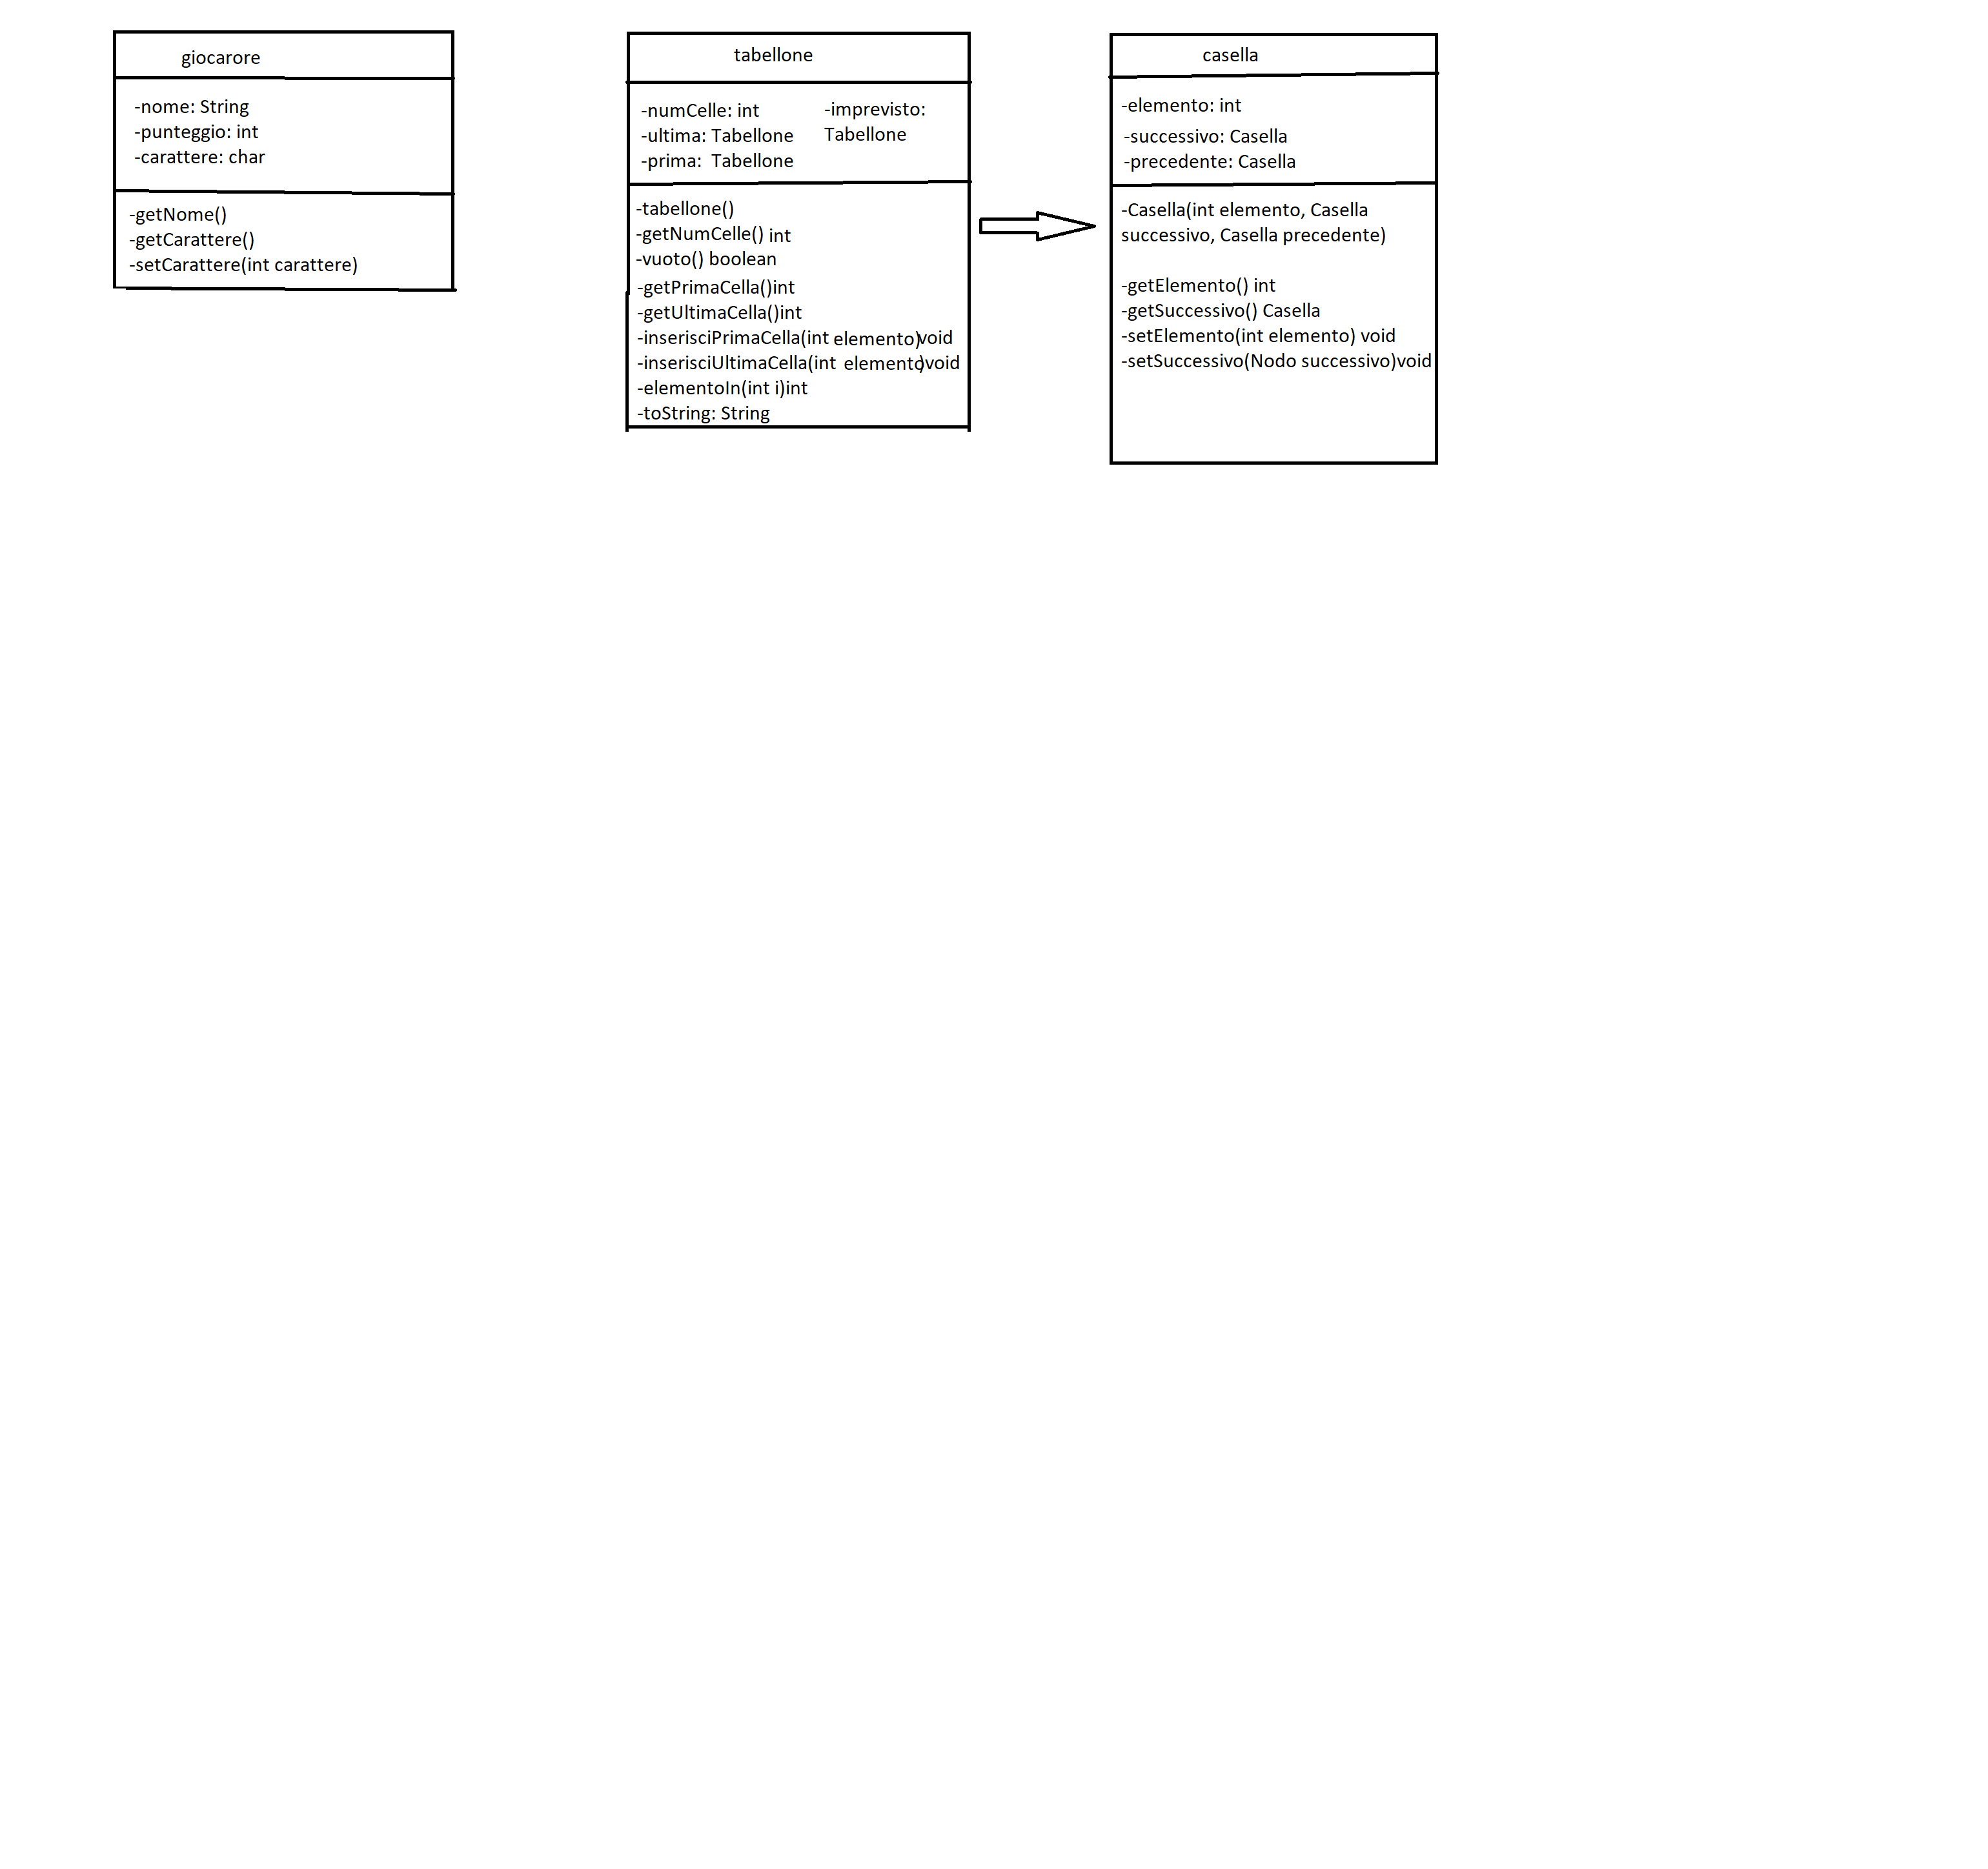 giocarore
-nome: String
-punteggio: int
-carattere: char
-getNome()
-getCarattere()
-setCarattere(int carattere)
tabellone
-numCelle: int
-ultima: Tabellone
-prima:  Tabellone
-imprevisto:
Tabellone
-tabellone()
-getNumCelle() int
-vuoto() boolean
-getPrimaCella()int
-getUltimaCella()int
-inserisciPrimaCella(int elemento)void
-inserisciUltimaCella(int elemento)void
-elementoIn(int i)int
-toString: String
casella
-elemento: int
-successivo: Casella
-precedente: Casella
-Casella(int elemento, Casella
successivo, Casella precedente)
-getElemento() int
-getSuccessivo() Casella
-setElemento(int elemento) void
-setSuccessivo(Nodo successivo)void